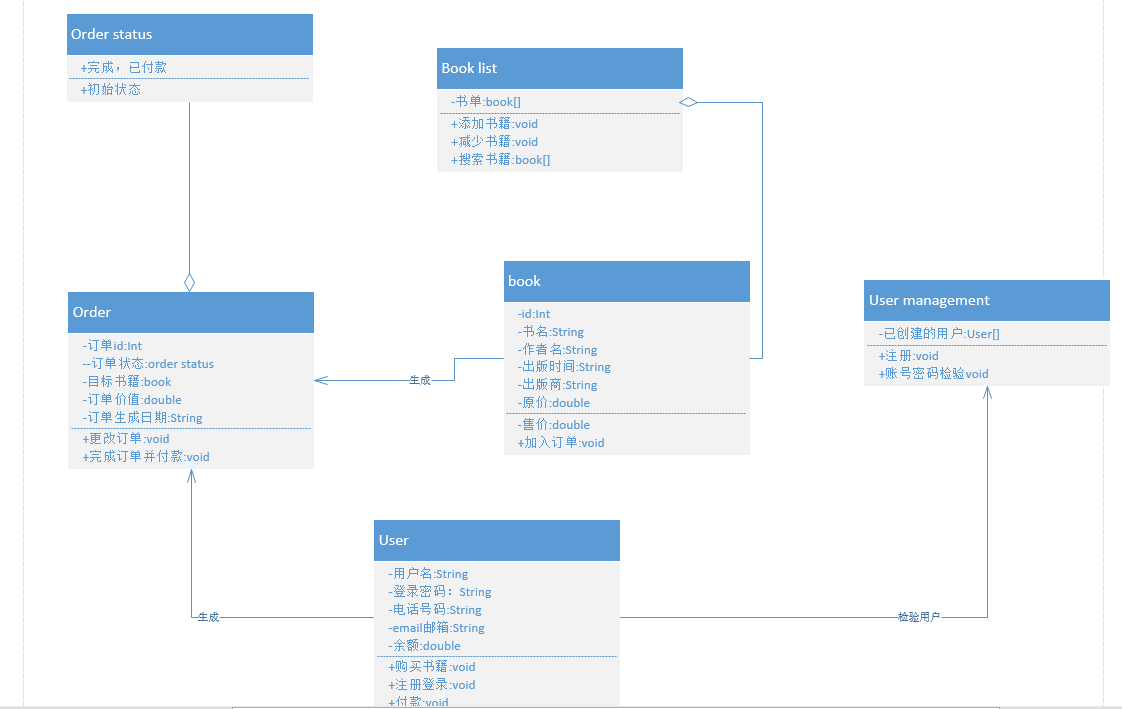 Order status
+完成，已付款
+初始状态
Book list
-书单:book[]
+添加书籍:void
+减少书籍:void
+搜索书籍:book[]
book
-id:Int
-书名:String
-作者名:String
-出版时间:String
-出版商:String
-原价:double
-售价:double
+加入订单:void
User management
-已创建的用户:User[]
+注册:void
+账号密码检验void
Order
-订单id:Int
--订单状态:order status
-目标书籍:book
-订单价值:double
-订单生成日期:String
+更改订单:void
+完成订单并付款:void
生成
User
-用户名:String
-登录密码：String
-电话号码:String
-email邮箱:String
-余额:double
+购买书籍:void
+注册登录:void
+付款:void
生成
检验用户